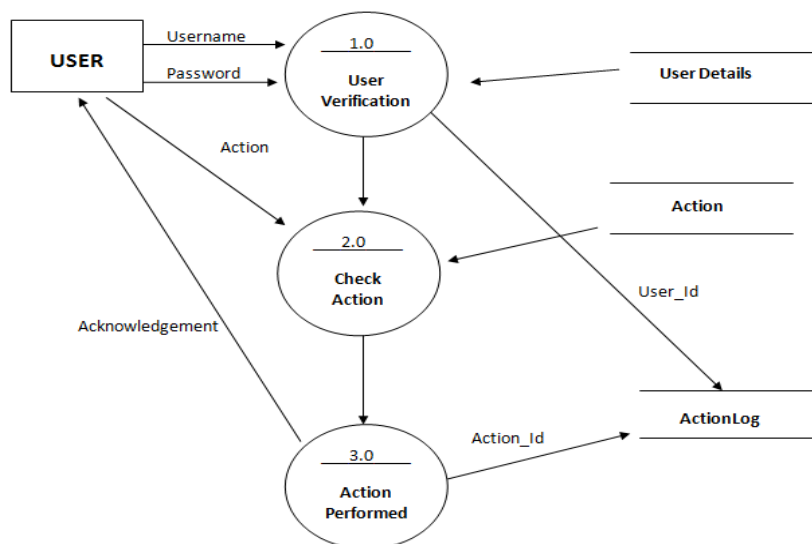 USER
Username
Password
1.0
User
Verification
User Details
Action
Action
2.0
Check
Action
User_Id
Acknowledgement
ActionLog
Action_Id
3.0
Action
Performed